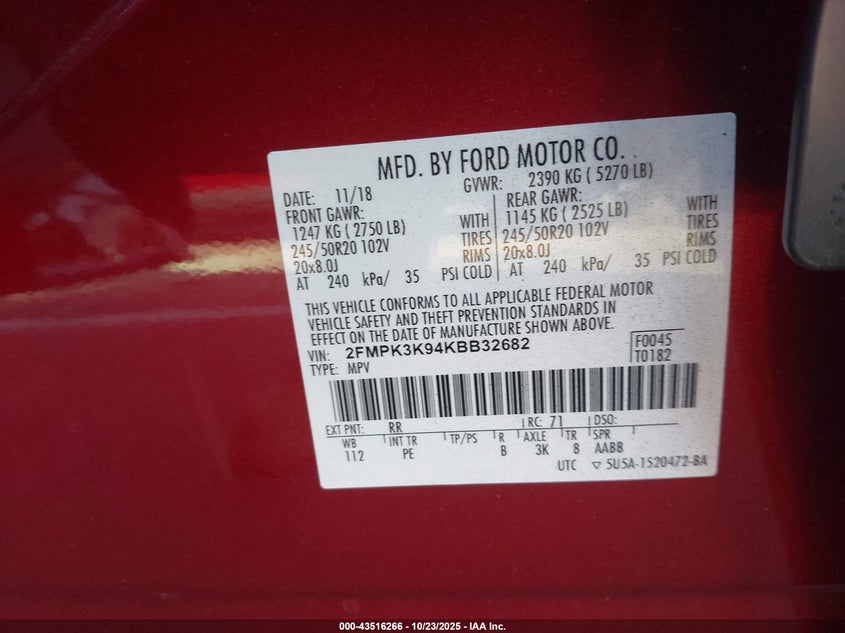 MFD. BY FORD MOTOR CO.
DATE: 11/18 GVWR: 2390 KG ( 5270 LB)
FRONT GAWR: REAR GAWR:
1247 KG ( 2750 LB) WITH 1145 KG ( 2525 LB) WITH
245/50R20 102V TIRES 245/50R20 102V TIRES
20x8.0J RIMS 20x8.0J RIMS
AT 240 kPa/ 35 PSI COLD AT 240 kPa/ 35 PSI COLD
THIS VEHICLE CONFORMS TO ALL APPLICABLE FEDERAL MOTOR
VEHICLE SAFETY AND THEFT PREVENTION STANDARDS IN
EFFECT ON THE DATE OF MANUFACTURE SHOWN ABOVE.
VIN: 2FMPK3K94KBB32682 F0045
TYPE: MPV T0182
EXT PNT: RR RC: 71 DSO:
WB INT TR TP/PS R AXLE TR SPR
112 PE B 3K 8 AABB
UTC ▽ 5USA-1520472-BA
000-43516266 - 10/23/2025 - IAA Inc.